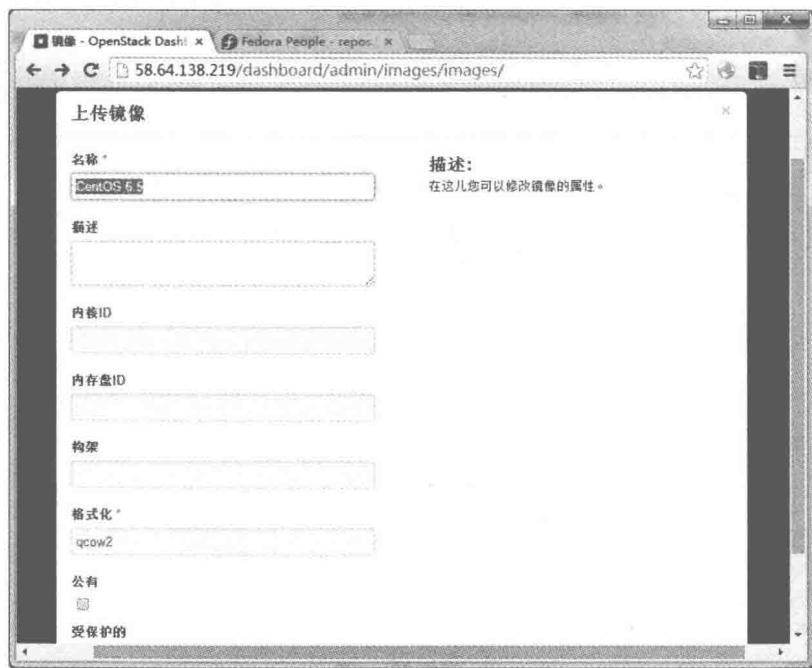 镜像 - OpenStack Dash
Fedora People - repos.
58.64.138.219/dashboard/admin/images/images/
上传镜像
名称 *
CentOS 6.5
描述
内核ID
内存盘ID
构架
格式化 *
qcow2
公有
受保护的
描述:
在这儿您可以修改镜像的属性。